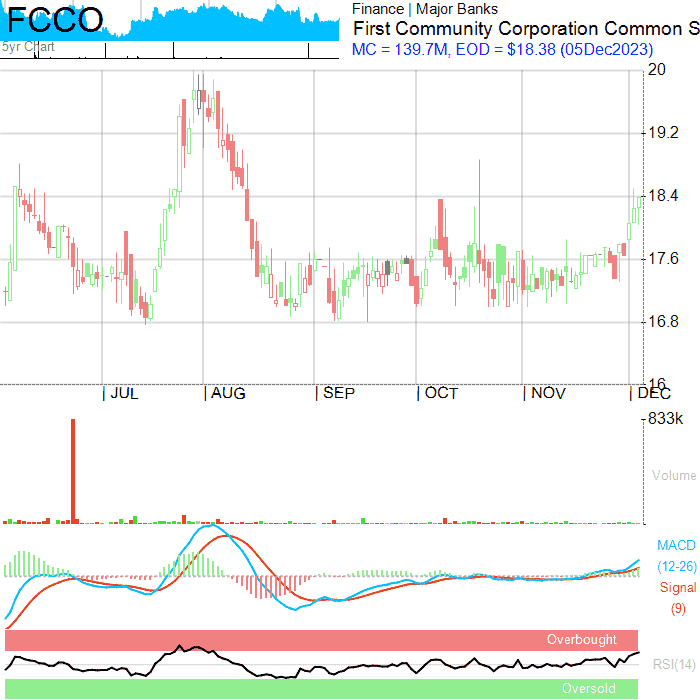 FCCO
5yr Chart
Finance | Major Banks
First Community Corporation Common S
MC = 139.7M, EOD = $18.38 (05Dec2023)
20
19.2
18.4
17.6
16.8
16
JUL
AUG
SEP
OCT
NOV
DEC
833k
Volume
MACD
(12-26)
Signal
(9)
Overbought
RSI(14)
Oversold